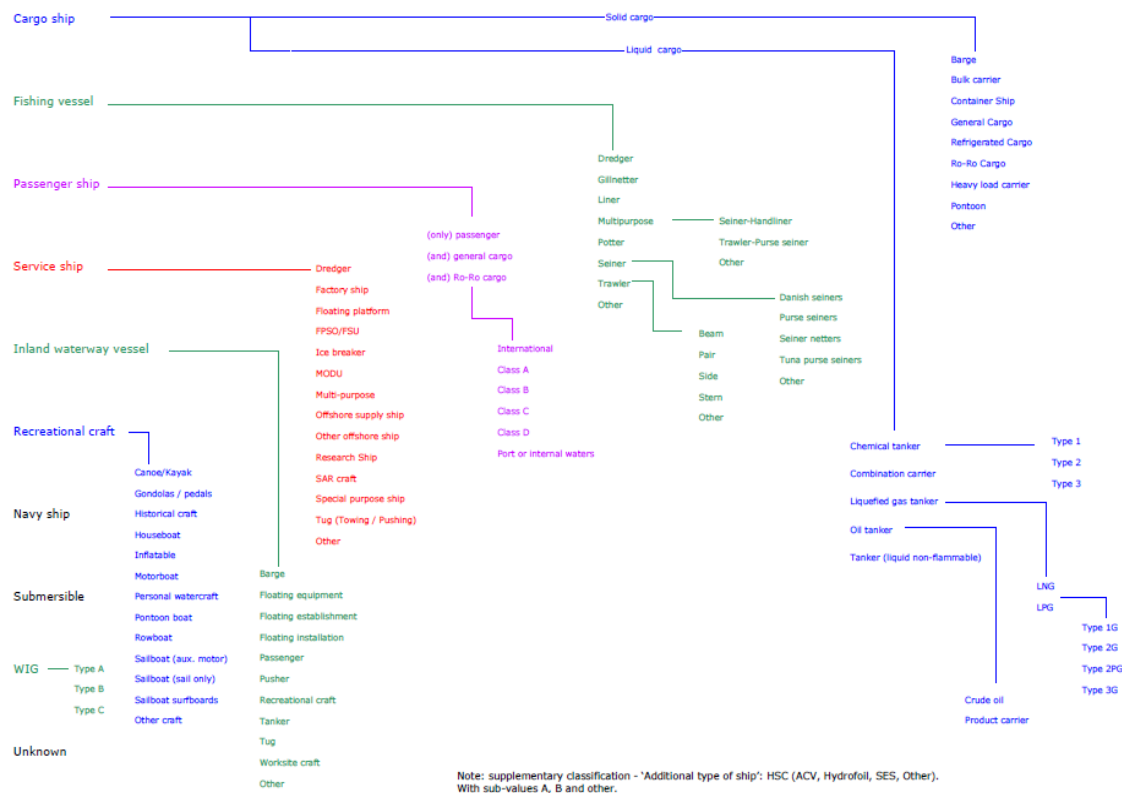 Cargo ship
Solid cargo
Liquid cargo
Barge
Bulk carrier
Container Ship
General Cargo
Refrigerated Cargo
Ro-Ro Cargo
Heavy load carrier
Pontoon
Other
Fishing vessel
Dredger
Gillnetter
Liner
Multipurpose
Potter
Seiner
Trawler
Other
Seiner-Handliner
Trawler-Purse seiner
Other
Danish seiners
Purse seiners
Seiner netters
Tuna purse seiners
Other
Beam
Pair
Side
Stern
Other
Passenger ship
(only) passenger
(and) general cargo
(and) Ro-Ro cargo
International
Class A
Class B
Class C
Class D
Port or internal waters
Service ship
Dredger
Factory ship
Floating platform
FPSO/FSU
Ice breaker
MODU
Multi-purpose
Offshore supply ship
Other offshore ship
Research Ship
SAR craft
Special purpose ship
Tug (Towing / Pushing)
Other
Inland waterway vessel
Barge
Floating equipment
Floating establishment
Floating installation
Passenger
Pusher
Recreational craft
Tanker
Tug
Worksite craft
Other
Recreational craft
Canoe/Kayak
Gondolas / pedals
Historical craft
Houseboat
Inflatable
Motorboat
Personal watercraft
Pontoon boat
Rowboat
Sailboat (aux. motor)
Sailboat (sail only)
Sailboat surfboards
Other craft
Navy ship
Submersible
WIG
Type A
Type B
Type C
Unknown
Chemical tanker
Combination carrier
Liquefied gas tanker
Oil tanker
Tanker (liquid non-flammable)
Type 1
Type 2
Type 3
LNG
LPG
Type 1G
Type 2G
Type 2PG
Type 3G
Crude oil
Product carrier
Note: supplementary classification - ‘Additional type of ship’: HSC (ACV, Hydrofoil, SES, Other).
With sub-values A, B and other.